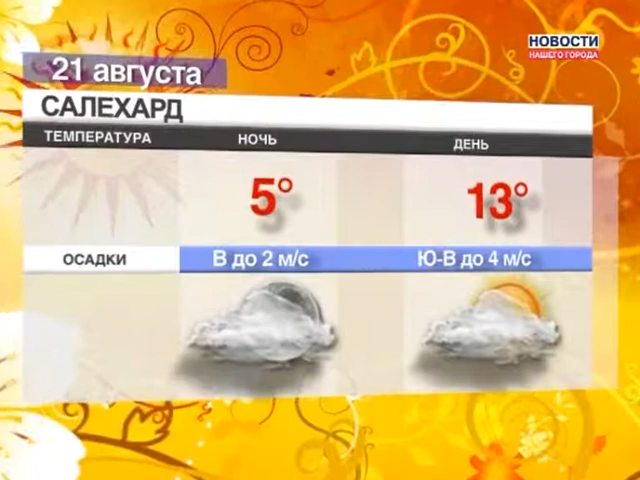 НОВОСТИ
НАШЕГО ГОРОДА
21 августа
САЛЕХАРД
ТЕМПЕРАТУРА НОЧЬ ДЕНЬ
5° 13°
ОСАДКИ В до 2 м/с Ю-В до 4 м/с